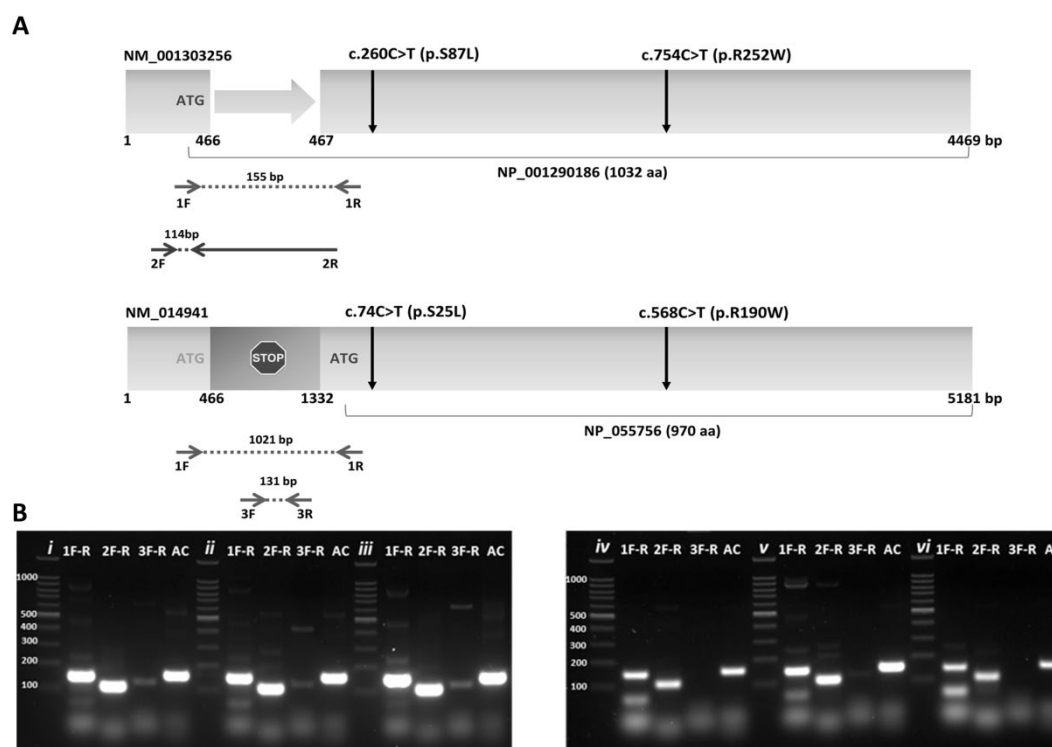 A
NM_001303256
c.260C>T (p.S87L)
c.754C>T (p.R252W)
ATG
1
466
467
4469 bp
NP_001290186 (1032 aa)
155 bp
1F
1R
114bp
2F
2R
NM_014941
c.74C>T (p.S25L)
c.568C>T (p.R190W)
ATG
STOP
ATG
1
466
1332
5181 bp
NP_055756 (970 aa)
1021 bp
1F
1R
131 bp
3F
3R
B
i 1F-R 2F-R 3F-R AC ii 1F-R 2F-R 3F-R AC iii 1F-R 2F-R 3F-R AC
1000
500
400
300
200
100
iv 1F-R 2F-R 3F-R AC v 1F-R 2F-R 3F-R AC vi 1F-R 2F-R 3F-R A
1000
500
400
300
200
100